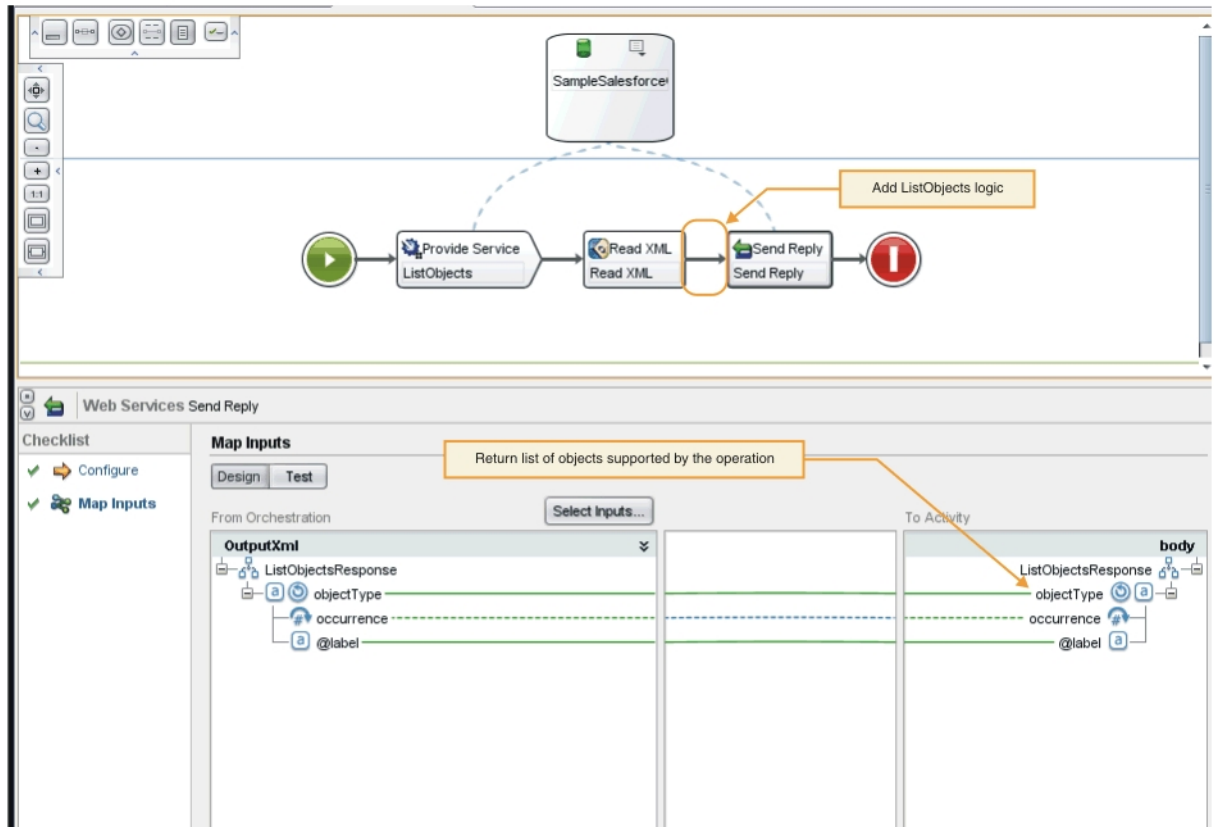 SampleSalesforce
Add ListObjects logic
Provide Service
ListObjects
Read XML
Read XML
Send Reply
Send Reply
1:1
Web Services Send Reply
Checklist
Configure
Map Inputs
Map Inputs
Return list of objects supported by the operation
Design
Test
Select Inputs...
From Orchestration
To Activity
OutputXml
body
ListObjectsResponse
ListObjectsResponse
a objectType
objectType a
# occurrence
occurrence #
a @label
@label a